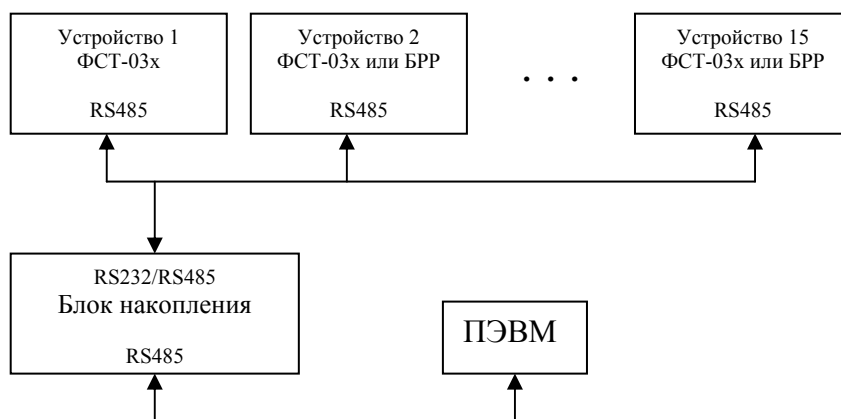 Устройство 1
ФСТ-03х
RS485
Устройство 2
ФСТ-03х или БРР
RS485
. . .
Устройство 15
ФСТ-03х или БРР
RS485
RS232/RS485
Блок накопления
RS485
ПЭВМ